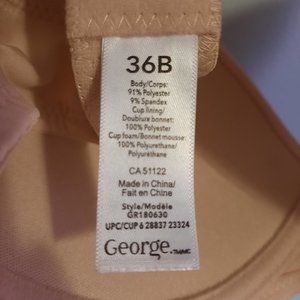 36B
Body/Corps:
91% Polyester
9% Spandex
Cup lining/
Doublure bonnet:
100% Polyester
Cup foam/Bonnet mousse:
100% Polyurethane/
Polyuréthane
CA 51122
Made in China/
Fait en Chine
Style/Modèle
GR180630
UPC/CUP 6 28837 23324
George